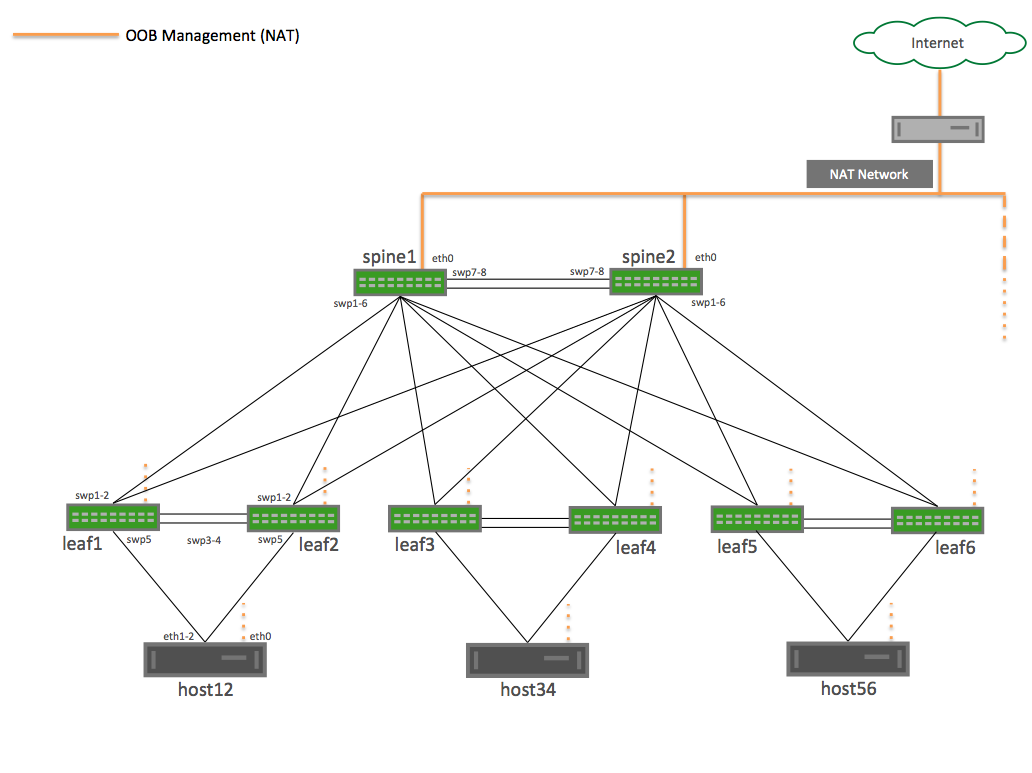 OOB Management (NAT)
Internet
NAT Network
spine1
eth0
swp7-8
swp7-8
spine2
eth0
swp1-6
swp1-6
swp1-2
swp1-2
leaf1
swp5
swp3-4
swp5
leaf2
leaf3
leaf4
leaf5
leaf6
eth1-2
eth0
host12
host34
host56